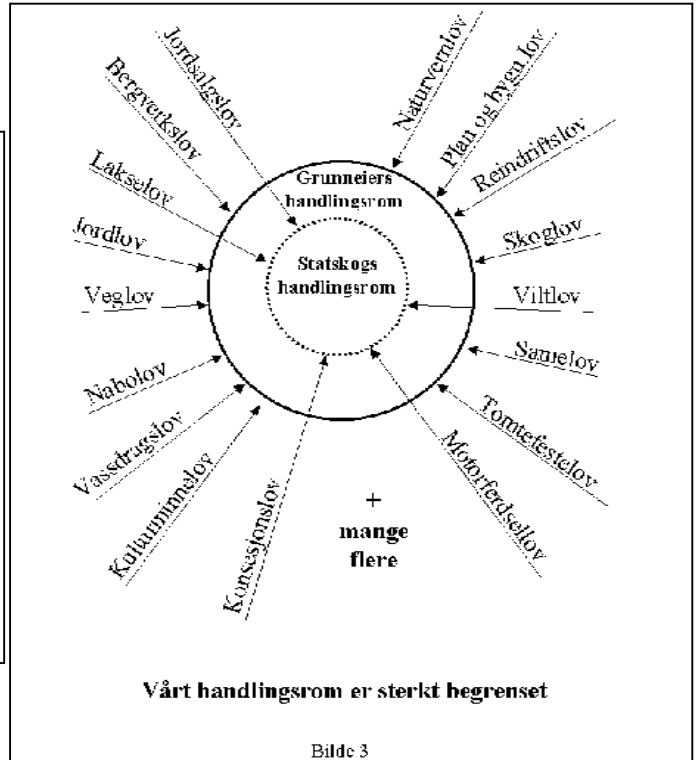 Jordsalgslov
Bergverkslov
Lakselov
Jordlov
Veglov
Nabolov
Vassdragslov
Kulturminnelov
Konsesjonslov
Naturvernlov
Plan og bygn lov
Reindriftslov
Skoglov
Viltlov
Samelov
Tomtefestelov
Motorferdsellov
Grunneiers
handlingsrom
Statskogs
handlingsrom
+
mange
flere
Vårt handlingsrom er sterkt begrenset
Bilde 3